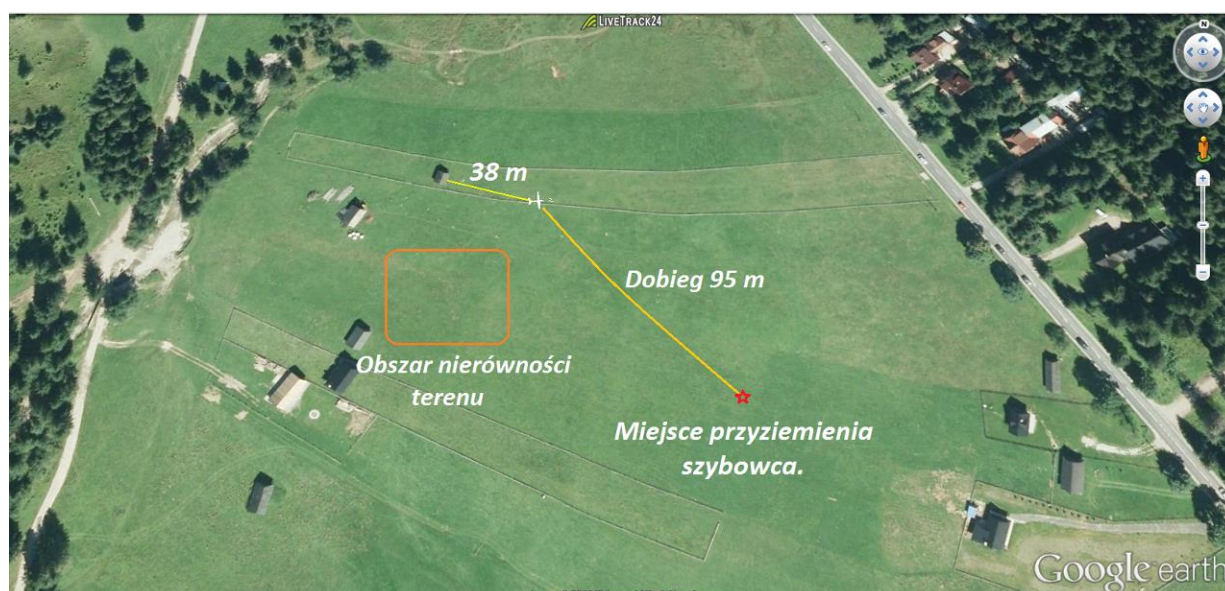 LiveTrack24
N
38 m
Dobieg 95 m
Obszar nierówności
terenu
Miejsce przyziemienia
szybowca.
Google earth